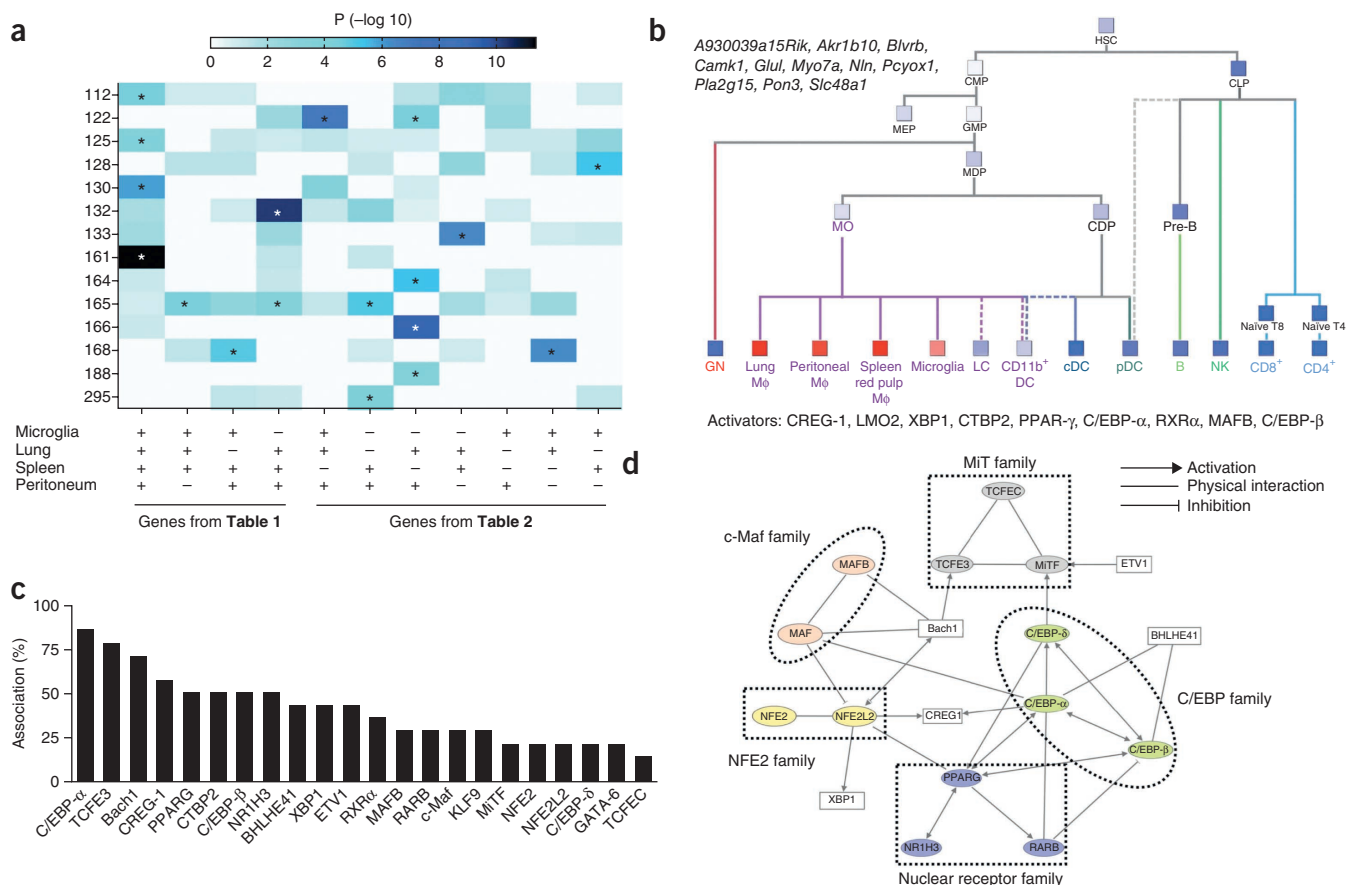 a
P (–log 10)
0 2 4 6 8 10
112
122
125
128
130
132
133
161
164
165
166
168
188
295
* * * * * * * * * * * * * * * * * * *
Microglia + + + – + – – – + + +
Lung + + – + + – + + + + –
Spleen + + + + – + – + – – +
Peritoneum + – + + + + + – + – –
Genes from Table 1
Genes from Table 2
b
A930039a15Rik, Akr1b10, Blvrb,
Camk1, Glul, Myo7a, Nln, Pcyox1,
Pla2g15, Pon3, Slc48a1
HSC
CMP
CLP
MEP
GMP
MDP
MO
CDP
Pre-B
Naïve T8
Naïve T4
GN
Lung Mϕ
Peritoneal Mϕ
Spleen red pulp Mϕ
Microglia
LC
CD11b+ DC
cDC
pDC
B
NK
CD8+
CD4+
Activators: CREG-1, LMO2, XBP1, CTBP2, PPAR-γ, C/EBP-α, RXRα, MAFB, C/EBP-β
c
Association (%)
100
75
50
25
0
C/EBP-α
TCFE3
Bach1
CREG-1
PPARG
CTBP2
C/EBP-β
NR1H3
BHLHE41
XBP1
ETV1
RXRα
MAFB
RARB
c-Maf
KLF9
MiTF
NFE2
NFE2L2
C/EBP-δ
GATA-6
TCFEC
d
MiT family
Activation
Physical interaction
Inhibition
TCFEC
c-Maf family
MAFB
TCFE3
MiTF
ETV1
MAF
Bach1
C/EBP-δ
BHLHE41
C/EBP family
C/EBP-α
NFE2
NFE2L2
CREG1
C/EBP-β
NFE2 family
PPARG
XBP1
NR1H3
RARB
Nuclear receptor family